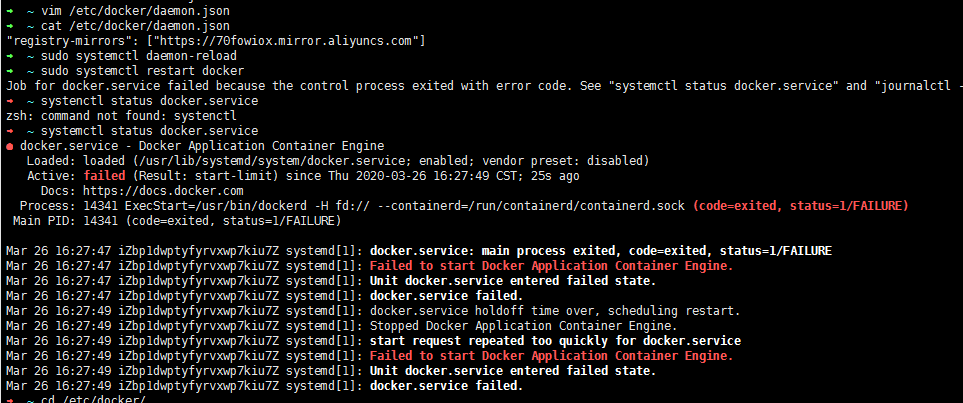 ➜  ~ vim /etc/docker/daemon.json
➜  ~ cat /etc/docker/daemon.json
"registry-mirrors": ["https://70fowiox.mirror.aliyuncs.com"]
➜  ~ sudo systemctl daemon-reload
➜  ~ sudo systemctl restart docker
Job for docker.service failed because the control process exited with error code. See "systemctl status docker.service" and "journalctl -
➜  ~ systenctl status docker.service
zsh: command not found: systenctl
➜  ~ systemctl status docker.service
● docker.service - Docker Application Container Engine
   Loaded: loaded (/usr/lib/systemd/system/docker.service; enabled; vendor preset: disabled)
   Active: failed (Result: start-limit) since Thu 2020-03-26 16:27:49 CST; 25s ago
     Docs: https://docs.docker.com
  Process: 14341 ExecStart=/usr/bin/dockerd -H fd:// --containerd=/run/containerd/containerd.sock (code=exited, status=1/FAILURE)
 Main PID: 14341 (code=exited, status=1/FAILURE)

Mar 26 16:27:47 iZbp1dwptyfyrvxwp7kiu7Z systemd[1]: docker.service: main process exited, code=exited, status=1/FAILURE
Mar 26 16:27:47 iZbp1dwptyfyrvxwp7kiu7Z systemd[1]: Failed to start Docker Application Container Engine.
Mar 26 16:27:47 iZbp1dwptyfyrvxwp7kiu7Z systemd[1]: Unit docker.service entered failed state.
Mar 26 16:27:47 iZbp1dwptyfyrvxwp7kiu7Z systemd[1]: docker.service failed.
Mar 26 16:27:49 iZbp1dwptyfyrvxwp7kiu7Z systemd[1]: docker.service holdoff time over, scheduling restart.
Mar 26 16:27:49 iZbp1dwptyfyrvxwp7kiu7Z systemd[1]: Stopped Docker Application Container Engine.
Mar 26 16:27:49 iZbp1dwptyfyrvxwp7kiu7Z systemd[1]: start request repeated too quickly for docker.service
Mar 26 16:27:49 iZbp1dwptyfyrvxwp7kiu7Z systemd[1]: Failed to start Docker Application Container Engine.
Mar 26 16:27:49 iZbp1dwptyfyrvxwp7kiu7Z systemd[1]: Unit docker.service entered failed state.
Mar 26 16:27:49 iZbp1dwptyfyrvxwp7kiu7Z systemd[1]: docker.service failed.
➜  ~ cd /etc/docker/